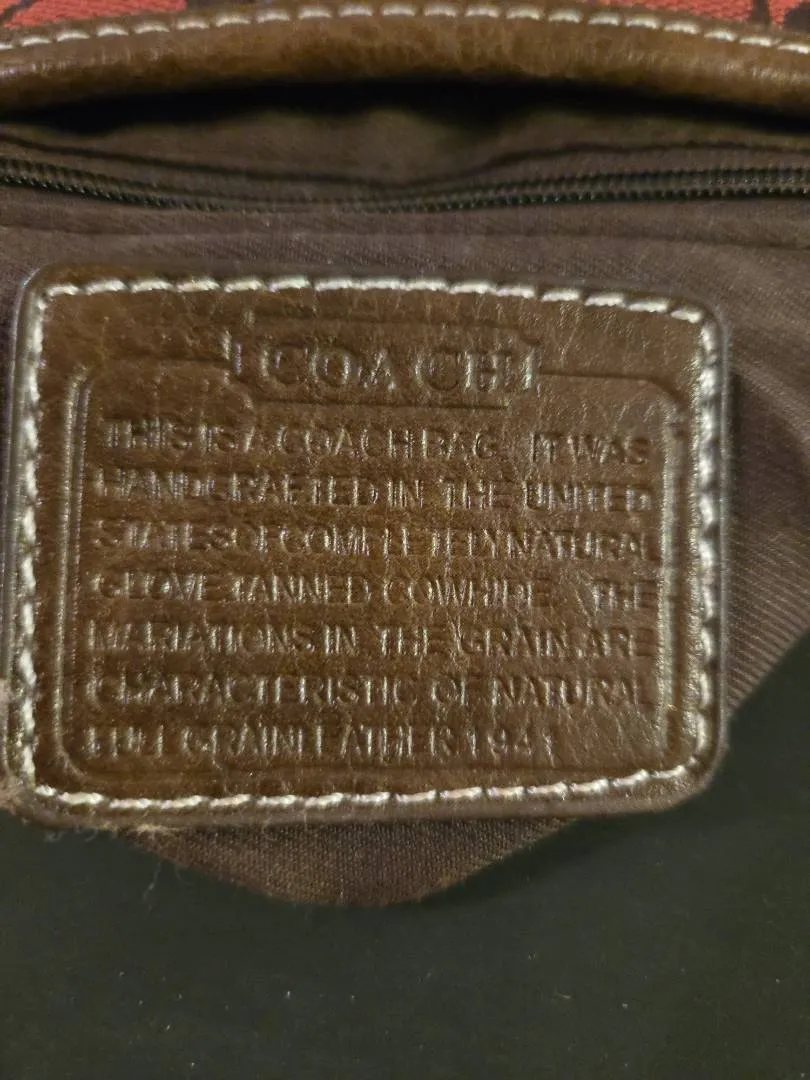 COACH
THIS IS A COACH BAG. IT WAS
HANDCRAFTED IN THE UNITED
STATES OF COMPLETELY NATURAL
GLOVE TANNED COWHIDE. THE
VARIATIONS IN THE GRAIN ARE
CHARACTERISTIC OF NATURAL
FULL GRAIN LEATHER 1941